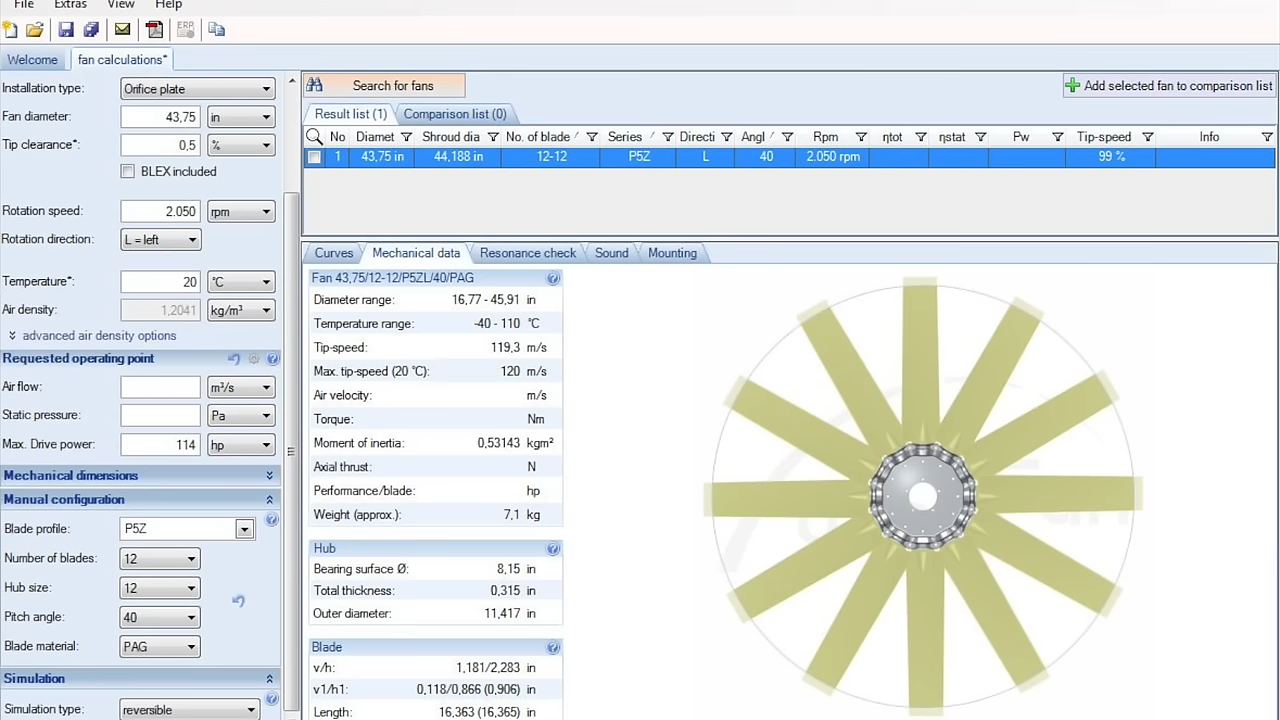 File Extras View Help
ERP
Welcome fan calculations*
Installation type: Orifice plate
Fan diameter: 43,75 in
Tip clearance*: 0,5 %
BLEX included
Rotation speed: 2.050 rpm
Rotation direction: L = left
Temperature*: 20 °C
Air density: 1,2041 kg/m³
advanced air density options
Requested operating point
Air flow: m³/s
Static pressure: Pa
Max. Drive power: 114 hp
Mechanical dimensions
Manual configuration
Blade profile: P5Z
Number of blades: 12
Hub size: 12
Pitch angle: 40
Blade material: PAG
Simulation
Simulation type: reversible
Search for fans Add selected fan to comparison list
Result list (1) Comparison list (0)
No Diamet Shroud dia No. of blade Series Directi Angl Rpm ηtot ηstat Pw Tip-speed Info
1 43,75 in 44,188 in 12-12 P5Z L 40 2.050 rpm 99 %
Curves Mechanical data Resonance check Sound Mounting
Fan 43,75/12-12/P5ZL/40/PAG
Diameter range: 16,77 - 45,91 in
Temperature range: -40 - 110 °C
Tip-speed: 119,3 m/s
Max. tip-speed (20 °C): 120 m/s
Air velocity: m/s
Torque: Nm
Moment of inertia: 0,53143 kgm²
Axial thrust: N
Performance/blade: hp
Weight (approx.): 7,1 kg
Hub
Bearing surface Ø: 8,15 in
Total thickness: 0,315 in
Outer diameter: 11,417 in
Blade
v/h: 1,181/2,283 in
v1/h1: 0,118/0,866 (0,906) in
Length: 16,363 (16,365) in